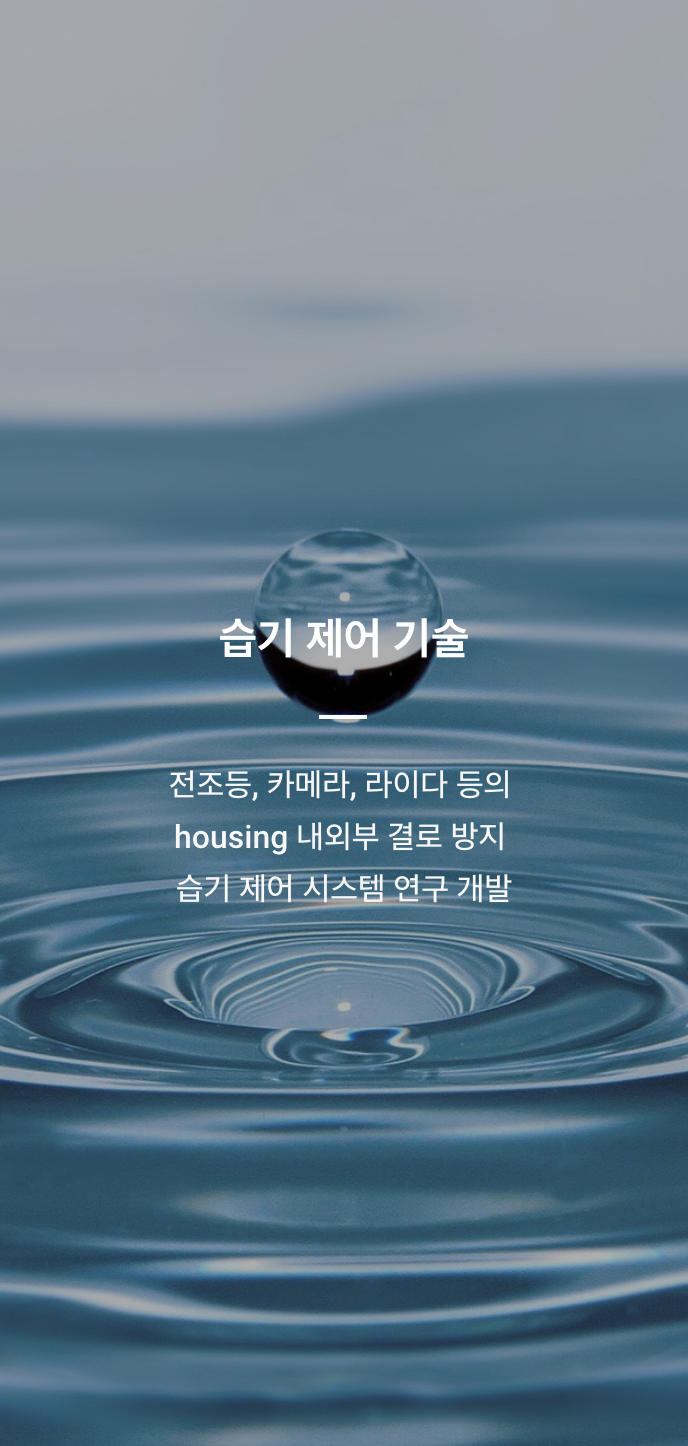 습기 제어 기술
전조등, 카메라, 라이다 등의
housing 내외부 결로 방지
습기 제어 시스템 연구 개발